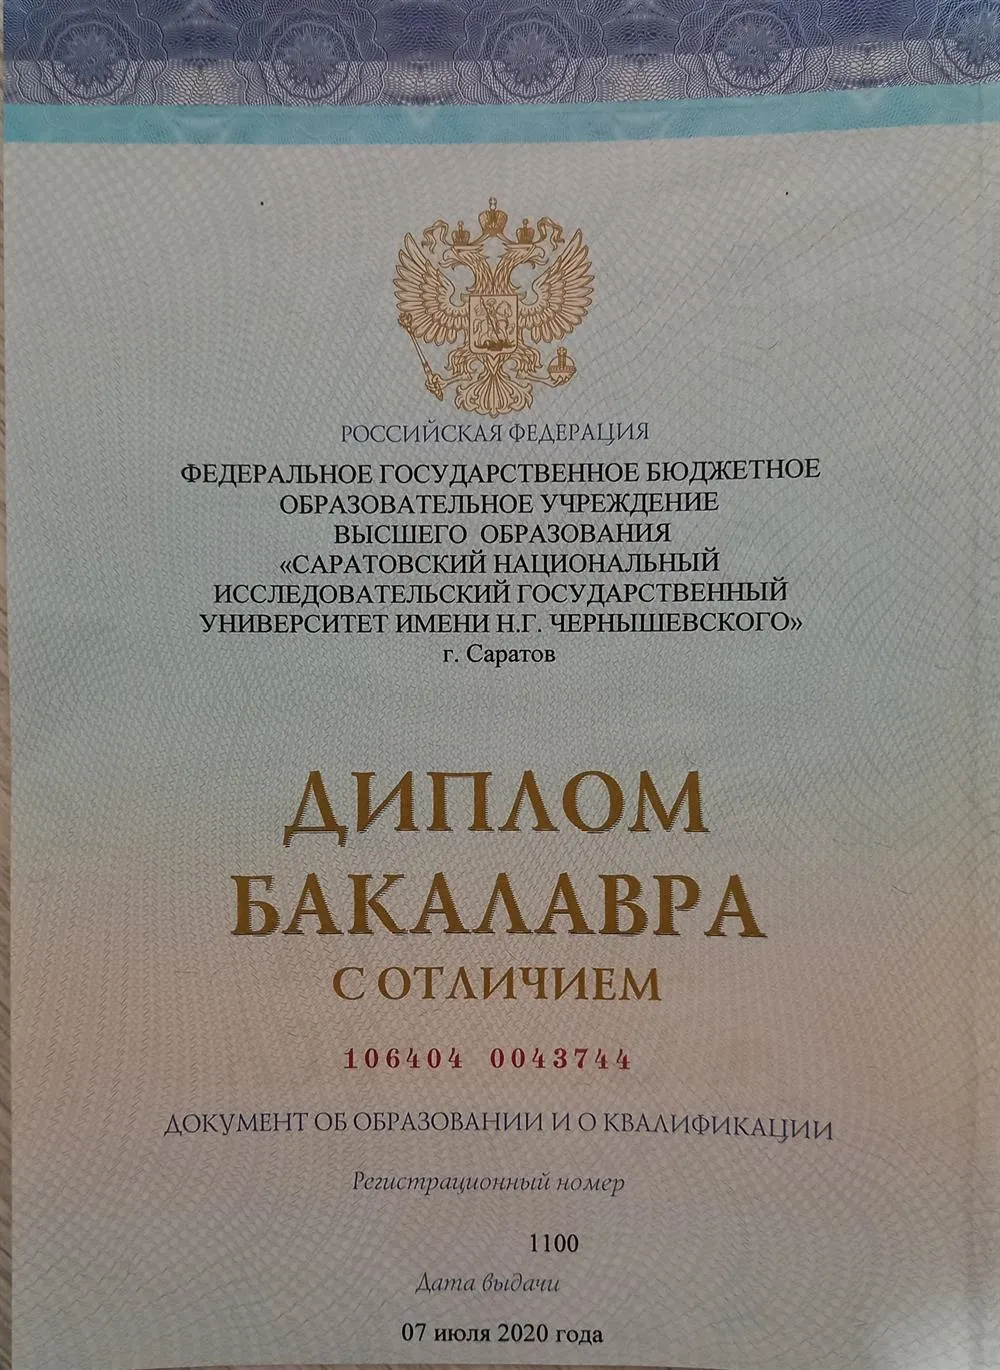 РОССИЙСКАЯ ФЕДЕРАЦИЯ
ФЕДЕРАЛЬНОЕ ГОСУДАРСТВЕННОЕ БЮДЖЕТНОЕ
ОБРАЗОВАТЕЛЬНОЕ УЧРЕЖДЕНИЕ
ВЫСШЕГО ОБРАЗОВАНИЯ
«САРАТОВСКИЙ НАЦИОНАЛЬНЫЙ
ИССЛЕДОВАТЕЛЬСКИЙ ГОСУДАРСТВЕННЫЙ
УНИВЕРСИТЕТ ИМЕНИ Н.Г. ЧЕРНЫШЕВСКОГО»
г. Саратов
ДИПЛОМ
БАКАЛАВРА
С ОТЛИЧИЕМ
106404 0043744
ДОКУМЕНТ ОБ ОБРАЗОВАНИИ И О КВАЛИФИКАЦИИ
Регистрационный номер
1100
Дата выдачи
07 июля 2020 года